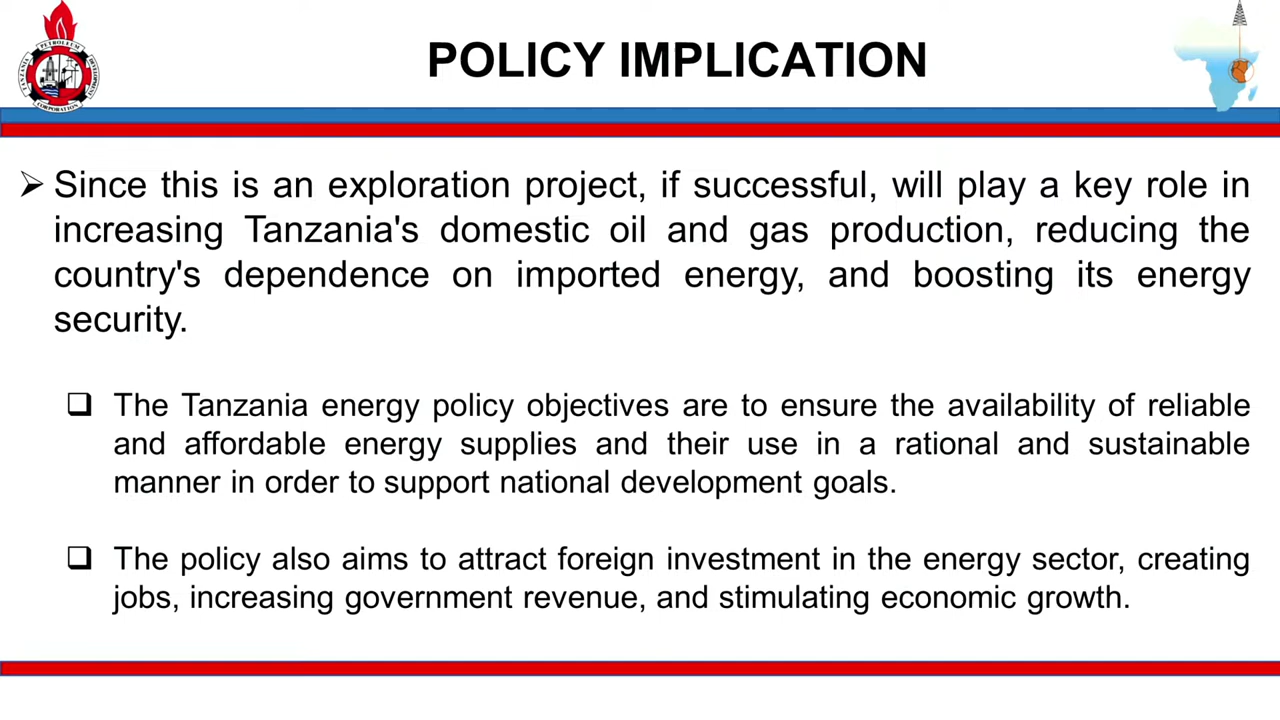 POLICY IMPLICATION
TANZANIA PETROLEUM DEVELOPMENT
CORPORATION
Since this is an exploration project, if successful, will play a key role in
increasing Tanzania's domestic oil and gas production, reducing the
country's dependence on imported energy, and boosting its energy
security.
The Tanzania energy policy objectives are to ensure the availability of reliable
and affordable energy supplies and their use in a rational and sustainable
manner in order to support national development goals.
The policy also aims to attract foreign investment in the energy sector, creating
jobs, increasing government revenue, and stimulating economic growth.